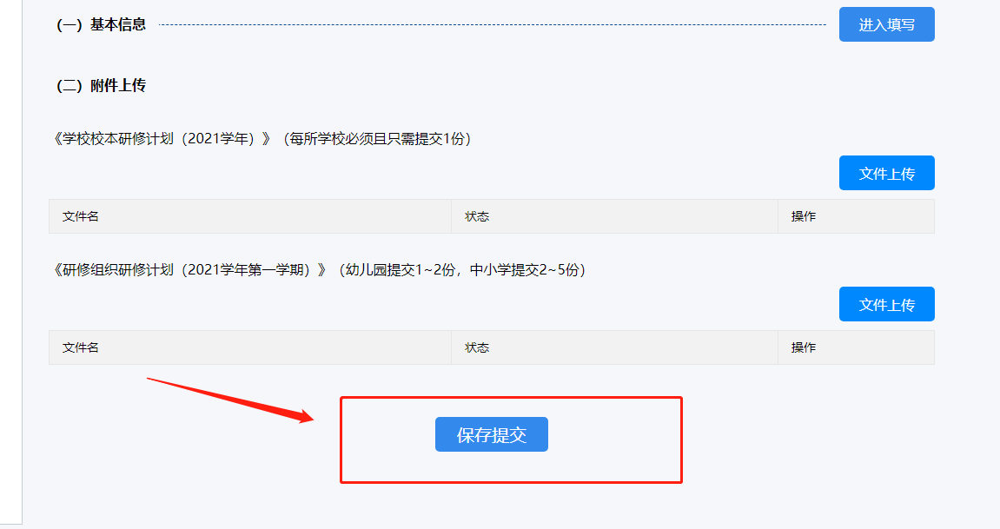 （一）基本信息 进入填写
（二）附件上传
《学校校本研修计划（2021学年）》（每所学校必须且只需提交1份）
文件上传
文件名 状态 操作
《研修组织研修计划（2021学年第一学期）》（幼儿园提交1~2份，中小学提交2~5份）
文件上传
文件名 状态 操作
保存提交